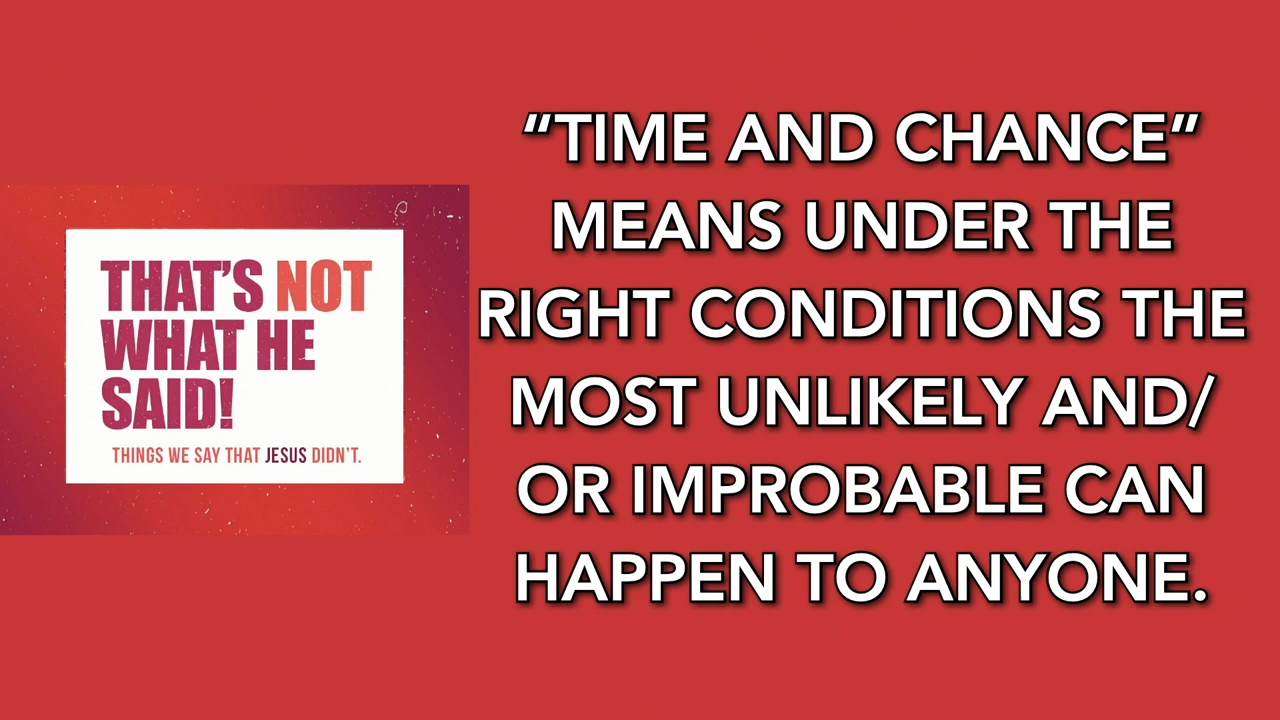 THAT'S NOT
WHAT HE
SAID!
THINGS WE SAY THAT JESUS DIDN'T.
“TIME AND CHANCE”
MEANS UNDER THE
RIGHT CONDITIONS THE
MOST UNLIKELY AND/
OR IMPROBABLE CAN
HAPPEN TO ANYONE.